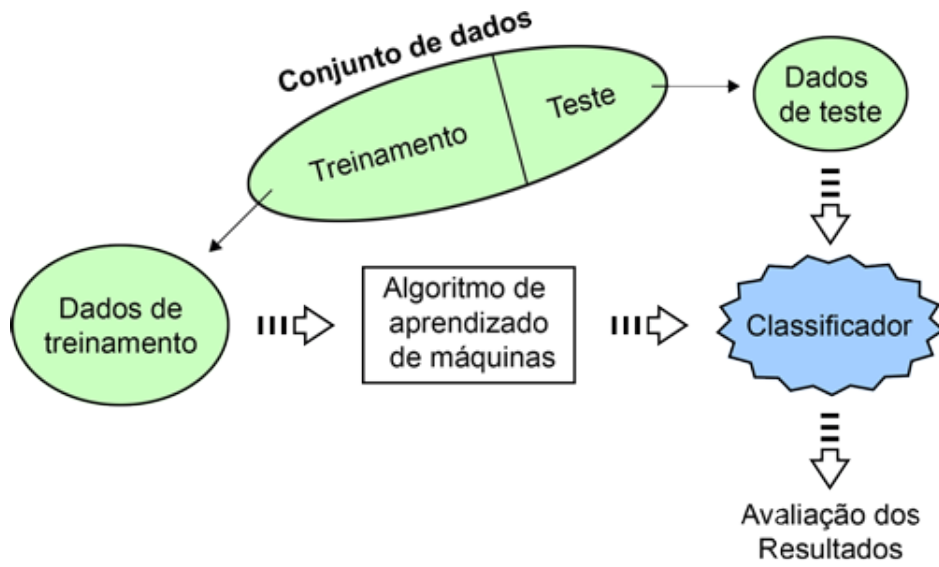 Conjunto de dados
Treinamento
Teste
Dados
de teste
Dados de
treinamento
Algoritmo de
aprendizado
de máquinas
Classificador
Avaliação dos
Resultados